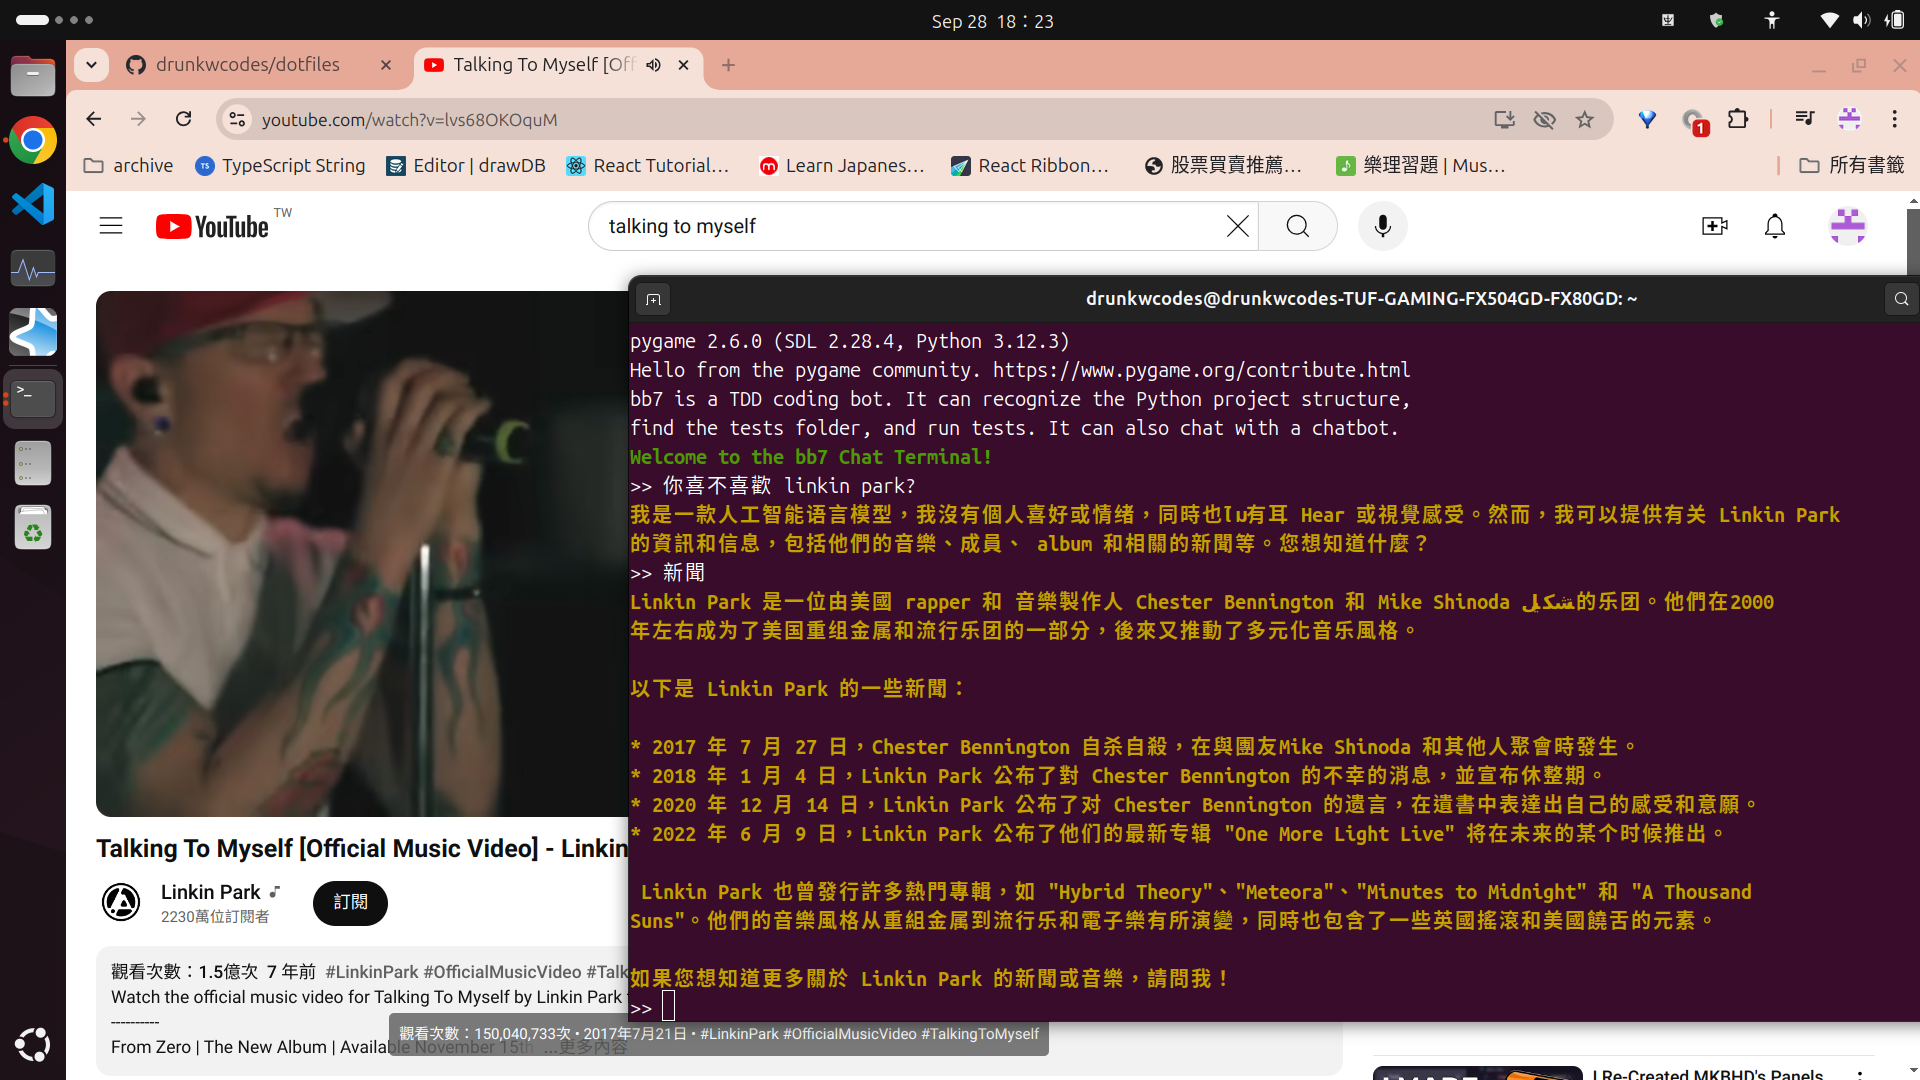 Sep 28 18：23
drunkwcodes/dotfiles
Talking To Myself [Off
youtube.com/watch?v=lvs68OKOquM
1
archive
TypeScript String
Editor | drawDB
React Tutorial…
Learn Japanes…
React Ribbon…
股票買賣推薦…
樂理習題 | Mus…
所有書籤
YouTube TW
talking to myself
drunkwcodes@drunkwcodes-TUF-GAMING-FX504GD-FX80GD: ~
pygame 2.6.0 (SDL 2.28.4, Python 3.12.3)
Hello from the pygame community. https://www.pygame.org/contribute.html
bb7 is a TDD coding bot. It can recognize the Python project structure,
find the tests folder, and run tests. It can also chat with a chatbot.
Welcome to the bb7 Chat Terminal!
>> 你喜不喜歡 linkin park?
我是一款人工智能语言模型，我沒有個人喜好或情绪，同時也ไม有耳 Hear 或視覺感受。然而，我可以提供有关 Linkin Park
的資訊和信息，包括他們的音樂、成員、 album 和相關的新聞等。您想知道什麼？
>> 新聞
Linkin Park 是一位由美國 rapper 和 音樂製作人 Chester Bennington 和 Mike Shinoda تشكيل的乐团。他們在2000
年左右成为了美国重组金属和流行乐团的一部分，後來又推動了多元化音乐風格。
以下是 Linkin Park 的一些新聞：
* 2017 年 7 月 27 日，Chester Bennington 自杀自殺，在與團友Mike Shinoda 和其他人聚會時發生。
* 2018 年 1 月 4 日，Linkin Park 公布了對 Chester Bennington 的不幸的消息，並宣布休整期。
* 2020 年 12 月 14 日，Linkin Park 公布了对 Chester Bennington 的遗言，在遺書中表達出自己的感受和意願。
* 2022 年 6 月 9 日，Linkin Park 公布了他们的最新专辑 "One More Light Live" 将在未来的某个时候推出。
Linkin Park 也曾發行許多熱門專輯，如 "Hybrid Theory"、"Meteora"、"Minutes to Midnight" 和 "A Thousand
Suns"。他們的音樂風格从重組金属到流行乐和電子樂有所演變，同時也包含了一些英國搖滾和美國饒舌的元素。
如果您想知道更多關於 Linkin Park 的新聞或音樂，請問我！
>>
Talking To Myself [Official Music Video] - Linkin
Linkin Park
2230萬位訂閱者
訂閱
觀看次數：1.5億次 7 年前 #LinkinPark #OfficialMusicVideo #Talk
Watch the official music video for Talking To Myself by Linkin Park
----------
From Zero | The New Album | Available November 15th ...更多內容
觀看次數：150,040,733次 • 2017年7月21日 • #LinkinPark #OfficialMusicVideo #TalkingToMyself
I Re-Created MKBHD's Panels